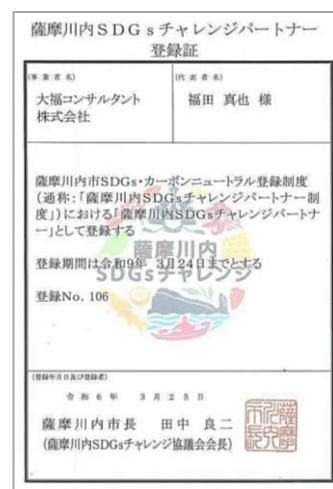 薩摩川内SDGsチャレンジパートナー
登録証
(事業者名)
大福コンサルタント
株式会社
(代表者名)
福田 真也 様
薩摩川内市SDGs・カーボンニュートラル登録制度
(通称:「薩摩川内SDGsチャレンジパートナー制
度」)における「薩摩川内SDGsチャレンジパートナ
ー」として登録する
薩摩川内
SDGsチャレンジ
登録期間は令和9年 3月24日までとする
登録No. 106
(登録年月日及び登録者)
令和 6 年 3 月 25 日
薩摩川内市長 田中 良二
(薩摩川内SDGsチャレンジ協議会会長)
薩摩
川内
市長